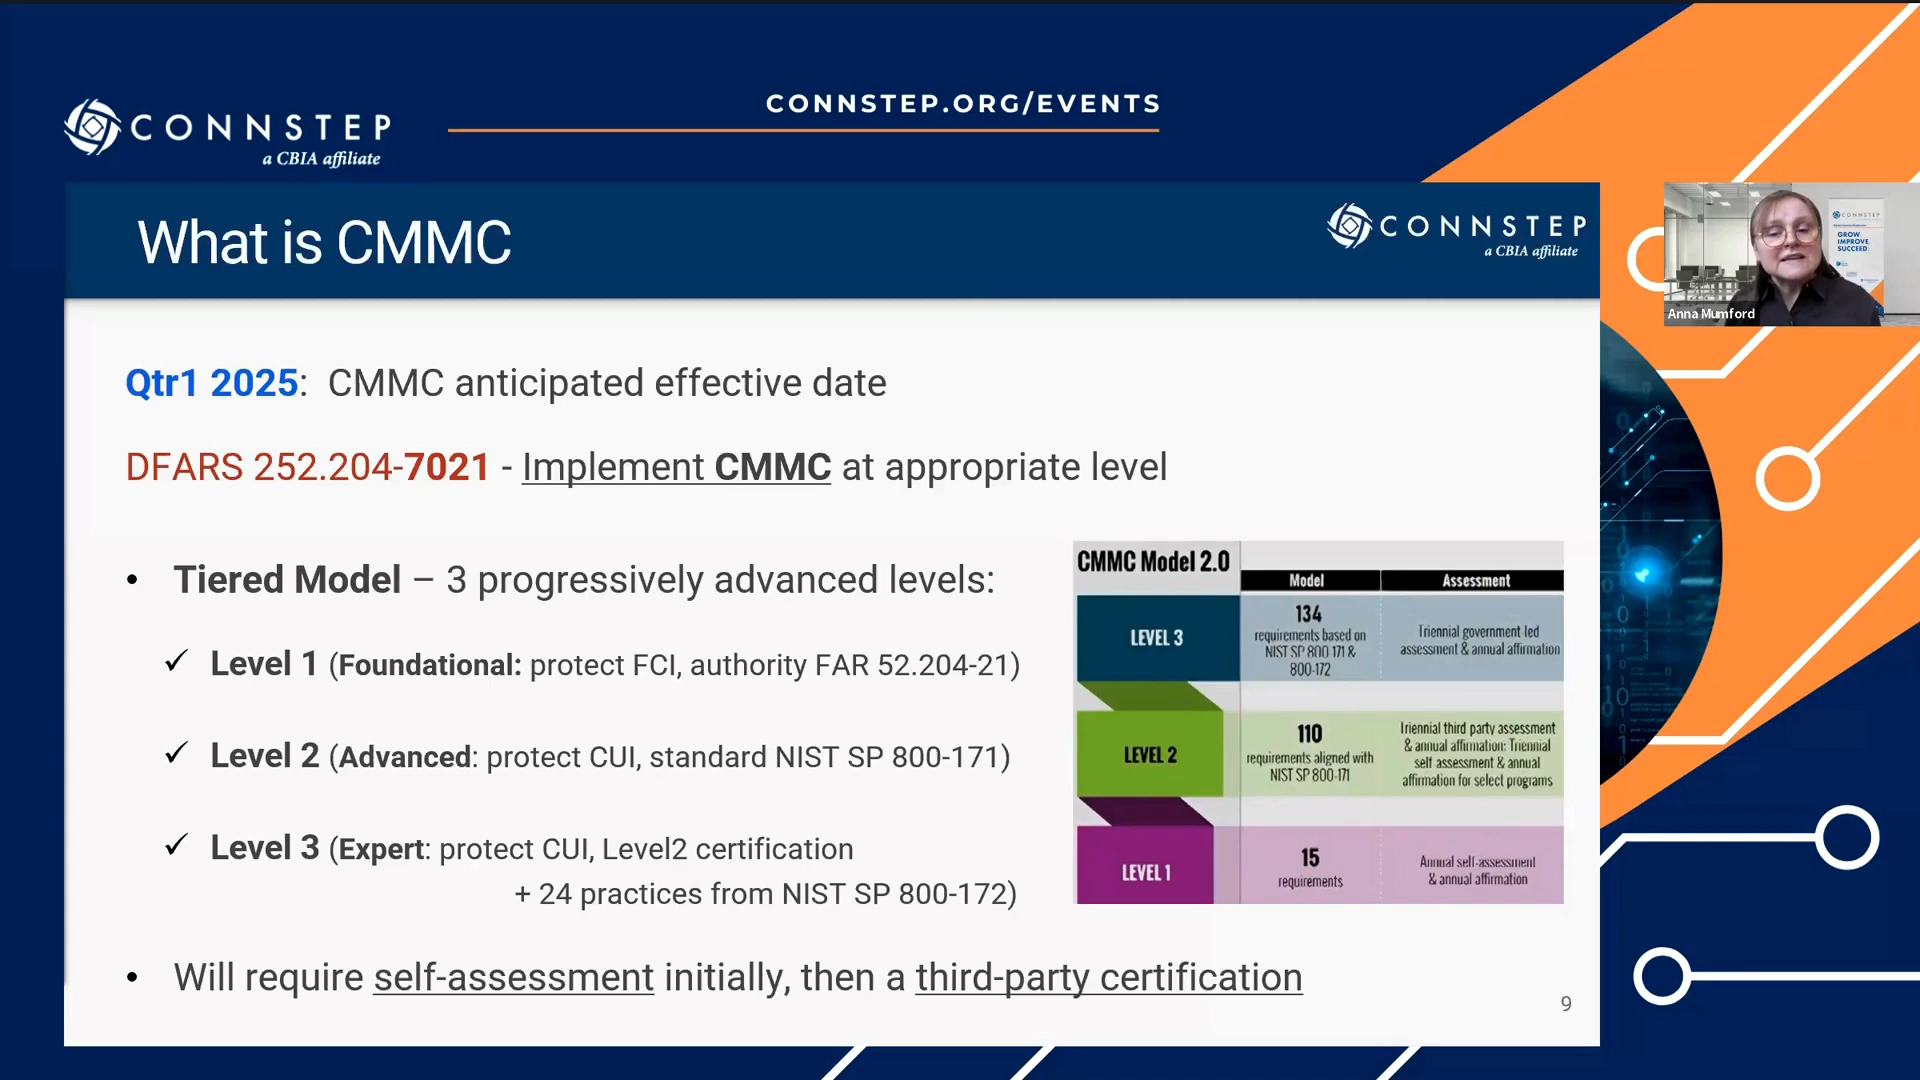 CONNSTEP.ORG/EVENTS
CONNSTEP
a CBIA affiliate
What is CMMC
CONNSTEP
a CBIA affiliate
CONNSTEP
GROW.
IMPROVE.
SUCCEED.
Anna Mumford
Qtr1 2025: CMMC anticipated effective date
DFARS 252.204-7021 - Implement CMMC at appropriate level
• Tiered Model – 3 progressively advanced levels:
✓ Level 1 (Foundational: protect FCI, authority FAR 52.204-21)
✓ Level 2 (Advanced: protect CUI, standard NIST SP 800-171)
✓ Level 3 (Expert: protect CUI, Level2 certification
+ 24 practices from NIST SP 800-172)
CMMC Model 2.0
Model Assessment
LEVEL 3
134
requirements based on
NIST SP 800 171 &
800-172
Triennial government led
assessment & annual affirmation
LEVEL 2
110
requirements aligned with
NIST SP 800-171
Triennial third party assessment
& annual affirmation: Triennial
self assessment & annual
affirmation for select programs
LEVEL 1
15
requirements
Annual self-assessment
& annual affirmation
• Will require self-assessment initially, then a third-party certification
9